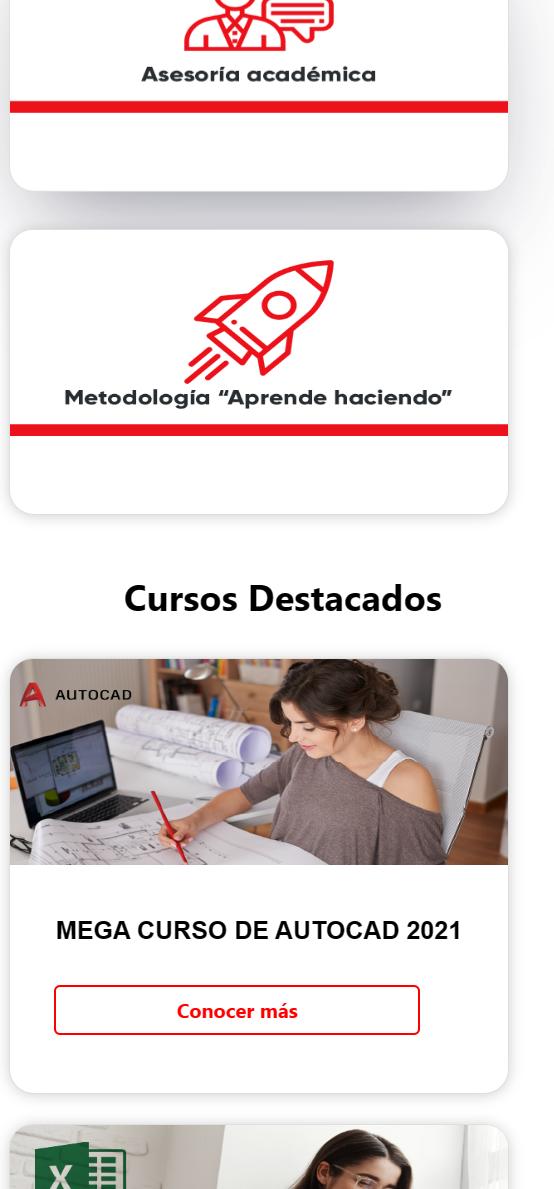 Asesoría académica
Metodología “Aprende haciendo”
Cursos Destacados
AUTOCAD
MEGA CURSO DE AUTOCAD 2021
Conocer más
X